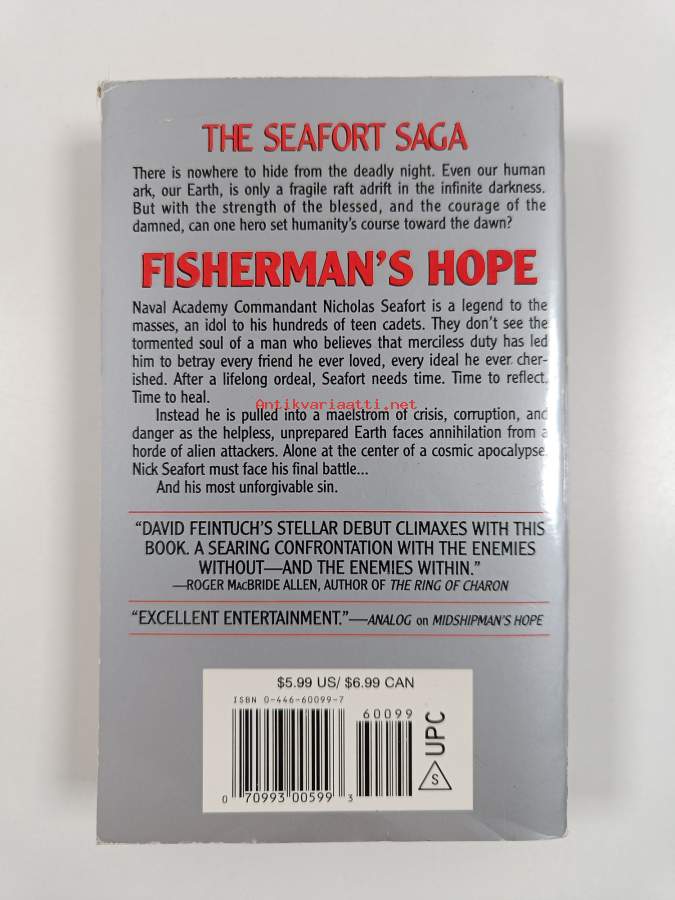 THE SEAFORT SAGA
There is nowhere to hide from the deadly night. Even our human
ark, our Earth, is only a fragile raft adrift in the infinite darkness.
But with the strength of the blessed, and the courage of the
damned, can one hero set humanity's course toward the dawn?
FISHERMAN'S HOPE
Naval Academy Commandant Nicholas Seafort is a legend to the
masses, an idol to his hundreds of teen cadets. They don't see the
tormented soul of a man who believes that merciless duty has led
him to betray every friend he ever loved, every ideal he ever cher-
ished. After a lifelong ordeal, Seafort needs time. Time to reflect.
Time to heal.
Antikvariaatti.net
Instead he is pulled into a maelstrom of crisis, corruption, and
danger as the helpless, unprepared Earth faces annihilation from a
horde of alien attackers. Alone at the center of a cosmic apocalypse,
Nick Seafort must face his final battle...
And his most unforgivable sin.
"DAVID FEINTUCH'S STELLAR DEBUT CLIMAXES WITH THIS
BOOK. A SEARING CONFRONTATION WITH THE ENEMIES
WITHOUT—AND THE ENEMIES WITHIN."
—ROGER MACBRIDE ALLEN, AUTHOR OF THE RING OF CHARON
"EXCELLENT ENTERTAINMENT."—ANALOG on MIDSHIPMAN'S HOPE
$5.99 US/ $6.99 CAN
ISBN 0-446-60099-7
60099
0 70993 00599 3
S UPC